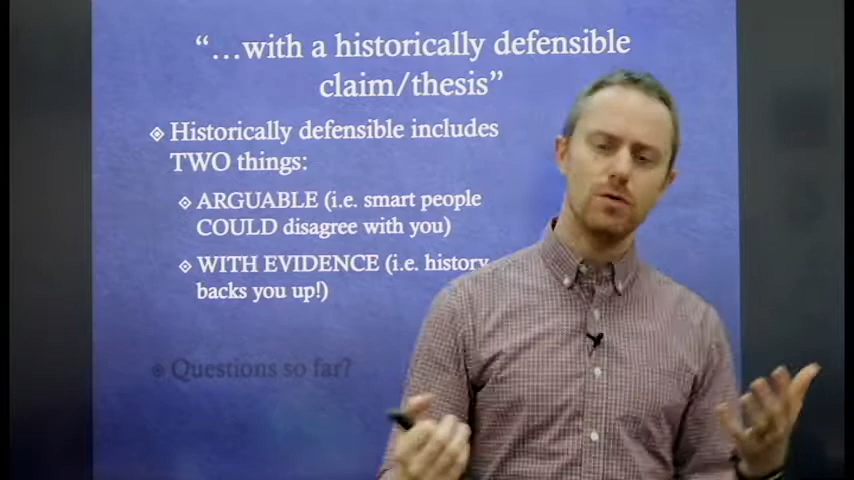 “…with a historically defensible
claim/thesis”
Historically defensible includes
TWO things:
ARGUABLE (i.e. smart people
COULD disagree with you)
WITH EVIDENCE (i.e. history
backs you up!)
Questions so far?